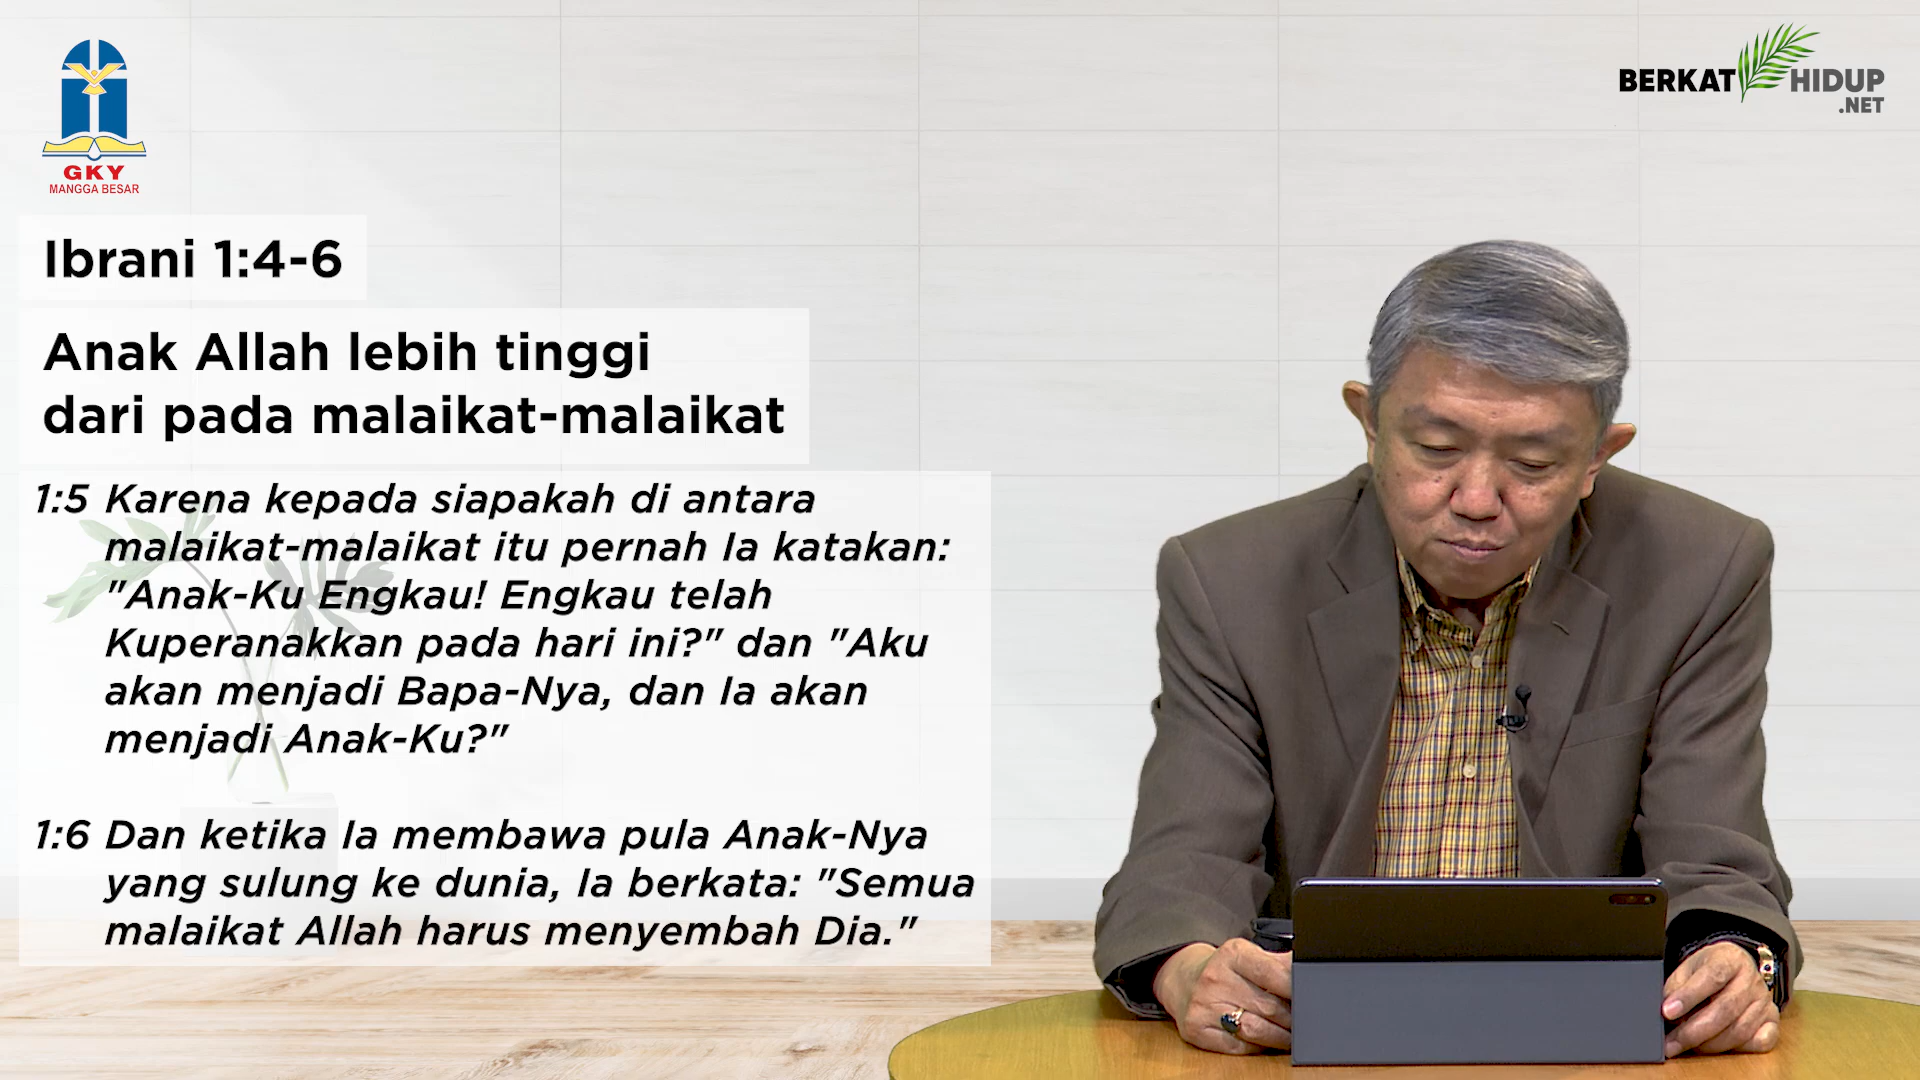 GKY
MANGGA BESAR
BERKAT HIDUP
.NET
Ibrani 1:4-6
Anak Allah lebih tinggi
dari pada malaikat-malaikat
1:5 Karena kepada siapakah di antara
malaikat-malaikat itu pernah Ia katakan:
"Anak-Ku Engkau! Engkau telah
Kuperanakkan pada hari ini?" dan "Aku
akan menjadi Bapa-Nya, dan Ia akan
menjadi Anak-Ku?"
1:6 Dan ketika Ia membawa pula Anak-Nya
yang sulung ke dunia, Ia berkata: "Semua
malaikat Allah harus menyembah Dia."